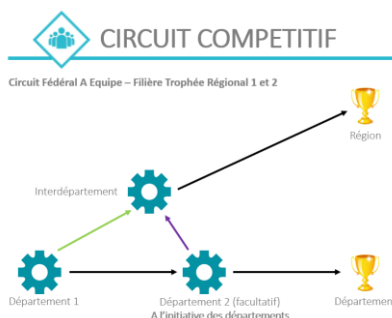 CIRCUIT COMPETITIF
Circuit Fédéral A Equipe – Filière Trophée Régional 1 et 2
Région
Interdépartement
Département 1
Département 2 (facultatif)
A l'initiative des départements
Départemen